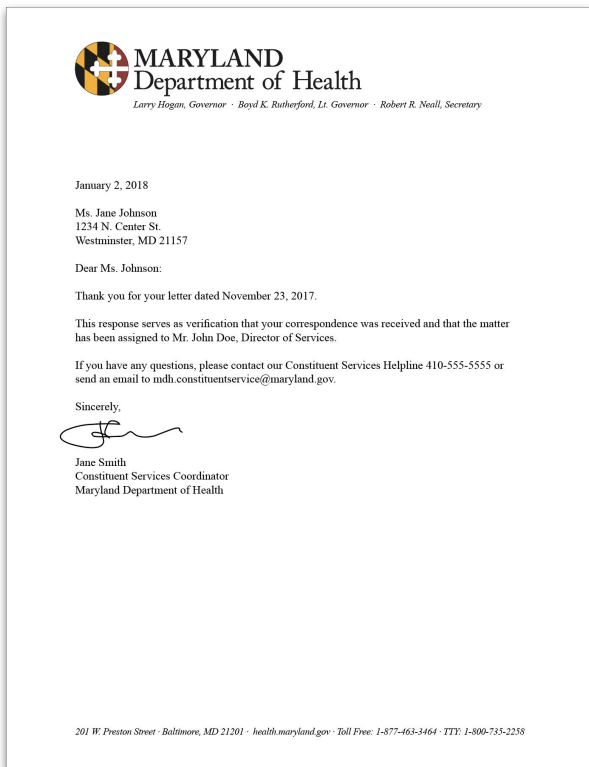 MARYLAND
Department of Health
Larry Hogan, Governor · Boyd K. Rutherford, Lt. Governor · Robert R. Neall, Secretary
January 2, 2018
Ms. Jane Johnson
1234 N. Center St.
Westminster, MD 21157
Dear Ms. Johnson:
Thank you for your letter dated November 23, 2017.
This response serves as verification that your correspondence was received and that the matter
has been assigned to Mr. John Doe, Director of Services.
If you have any questions, please contact our Constituent Services Helpline 410-555-5555 or
send an email to mdh.constituentservice@maryland.gov.
Sincerely,
Jane Smith
Constituent Services Coordinator
Maryland Department of Health
201 W. Preston Street · Baltimore, MD 21201 · health.maryland.gov · Toll Free: 1-877-463-3464 · TTY: 1-800-735-2258